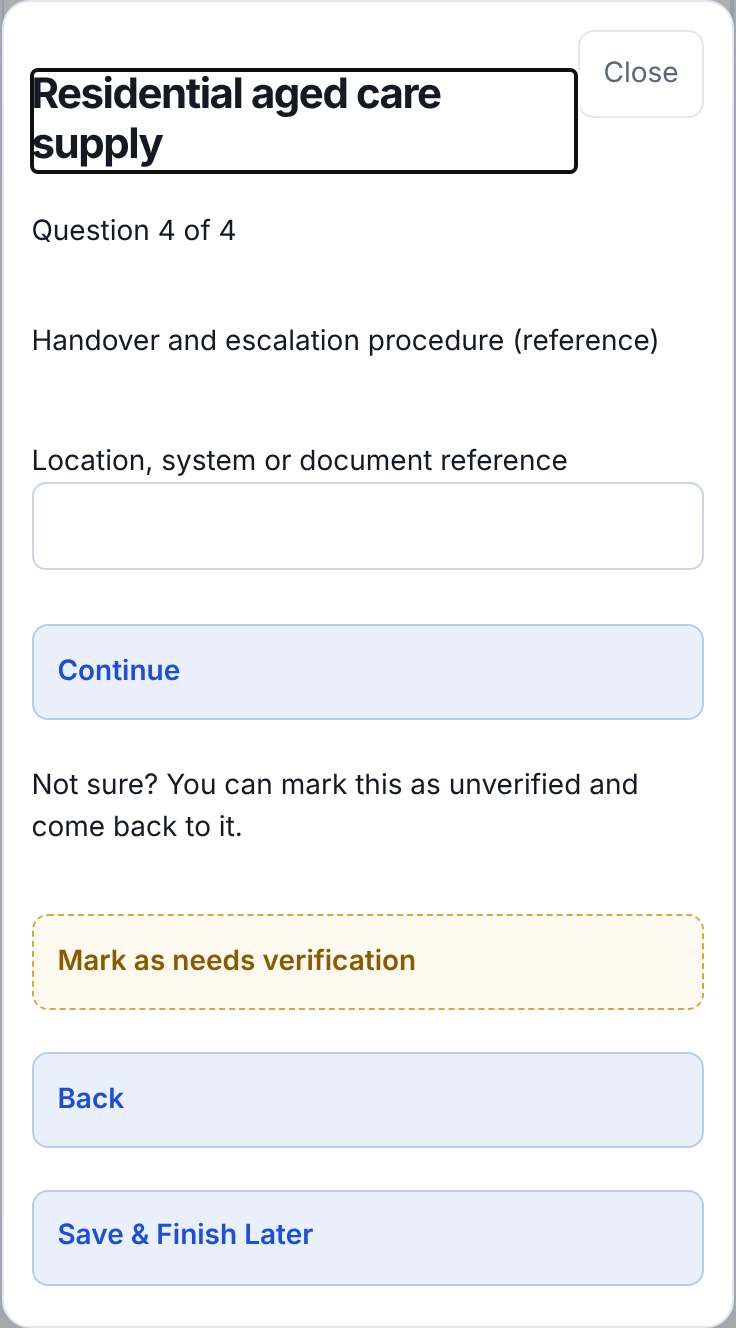 Close
Residential aged care
supply
Question 4 of 4
Handover and escalation procedure (reference)
Location, system or document reference
Continue
Not sure? You can mark this as unverified and
come back to it.
Mark as needs verification
Back
Save & Finish Later